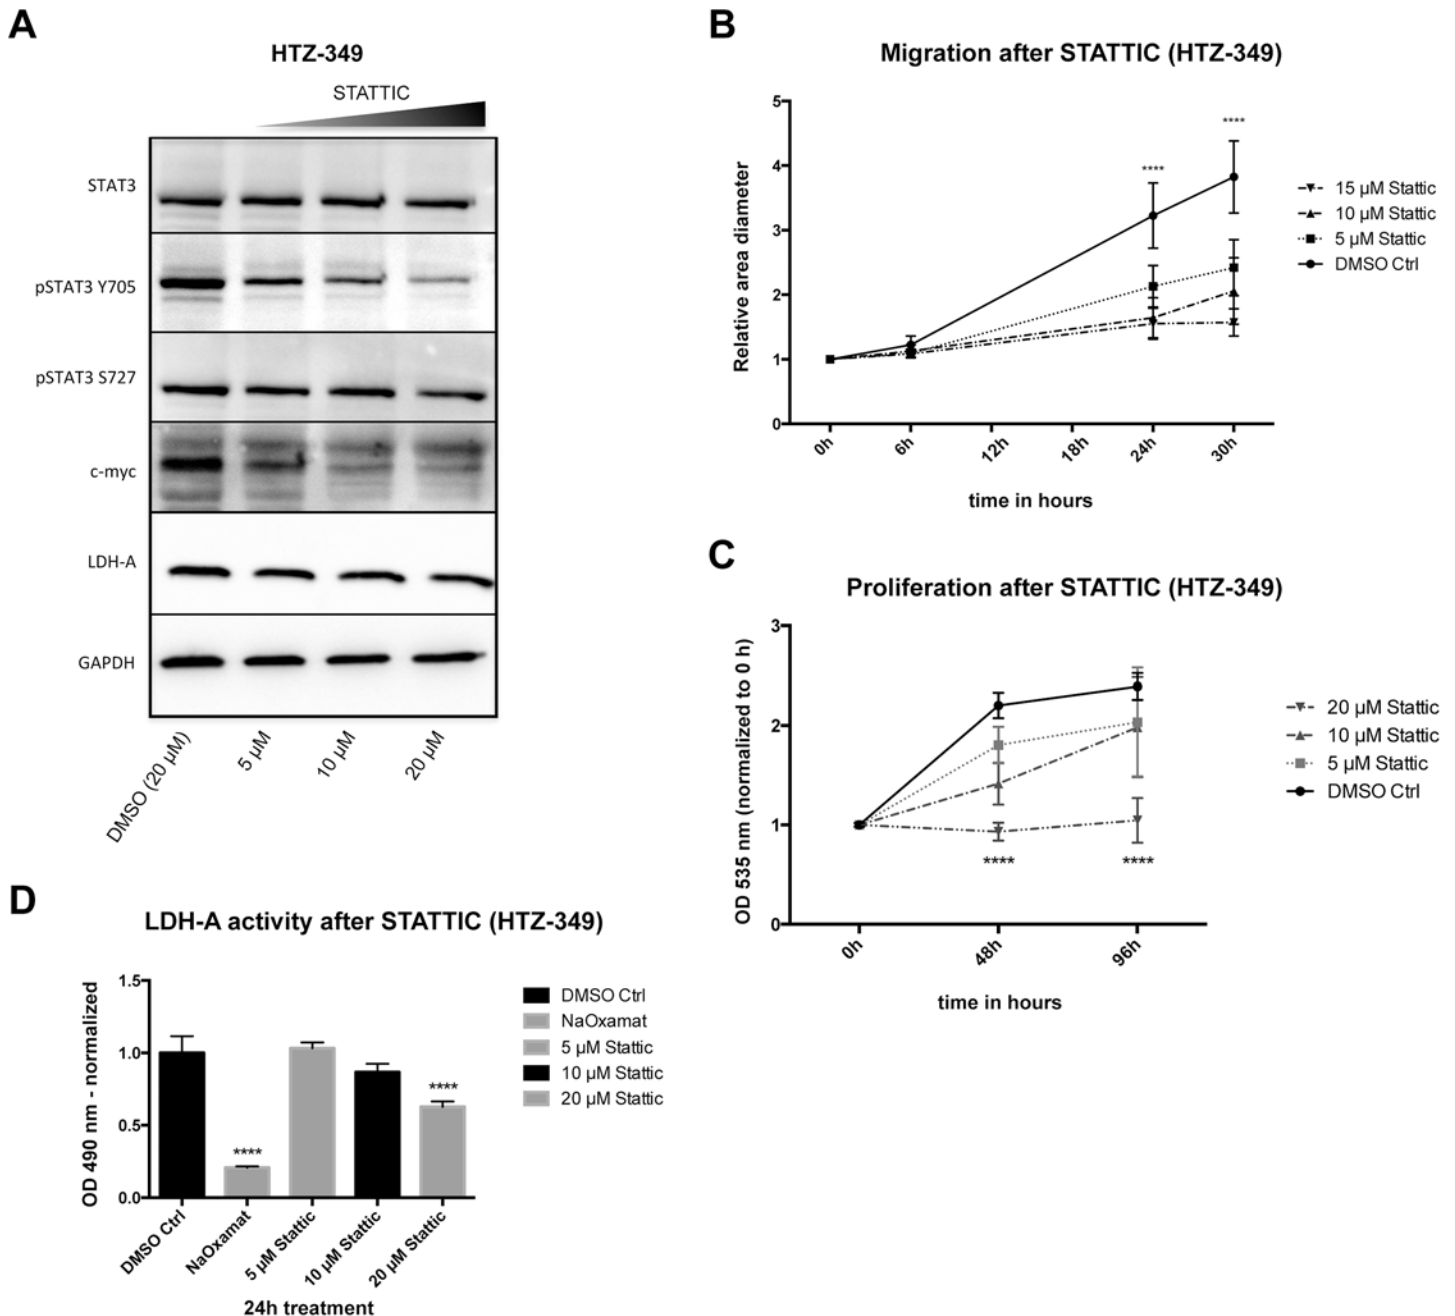 A
HTZ-349
STATTIC
STAT3
pSTAT3 Y705
pSTAT3 S727
c-myc
LDH-A
GAPDH
DMSO (20 µM)
5 µM
10 µM
20 µM
B
Migration after STATTIC (HTZ-349)
Relative area diameter
5
4
3
2
1
0
****
****
0h
6h
12h
18h
24h
30h
time in hours
15 µM Stattic
10 µM Stattic
5 µM Stattic
DMSO Ctrl
C
Proliferation after STATTIC (HTZ-349)
OD 535 nm (normalized to 0 h)
3
2
1
0
****
****
0h
48h
96h
time in hours
20 µM Stattic
10 µM Stattic
5 µM Stattic
DMSO Ctrl
D
LDH-A activity after STATTIC (HTZ-349)
OD 490 nm - normalized
1.5
1.0
0.5
0.0
****
****
DMSO Ctrl
NaOxamat
5 µM Stattic
10 µM Stattic
20 µM Stattic
24h treatment
DMSO Ctrl
NaOxamat
5 µM Stattic
10 µM Stattic
20 µM Stattic